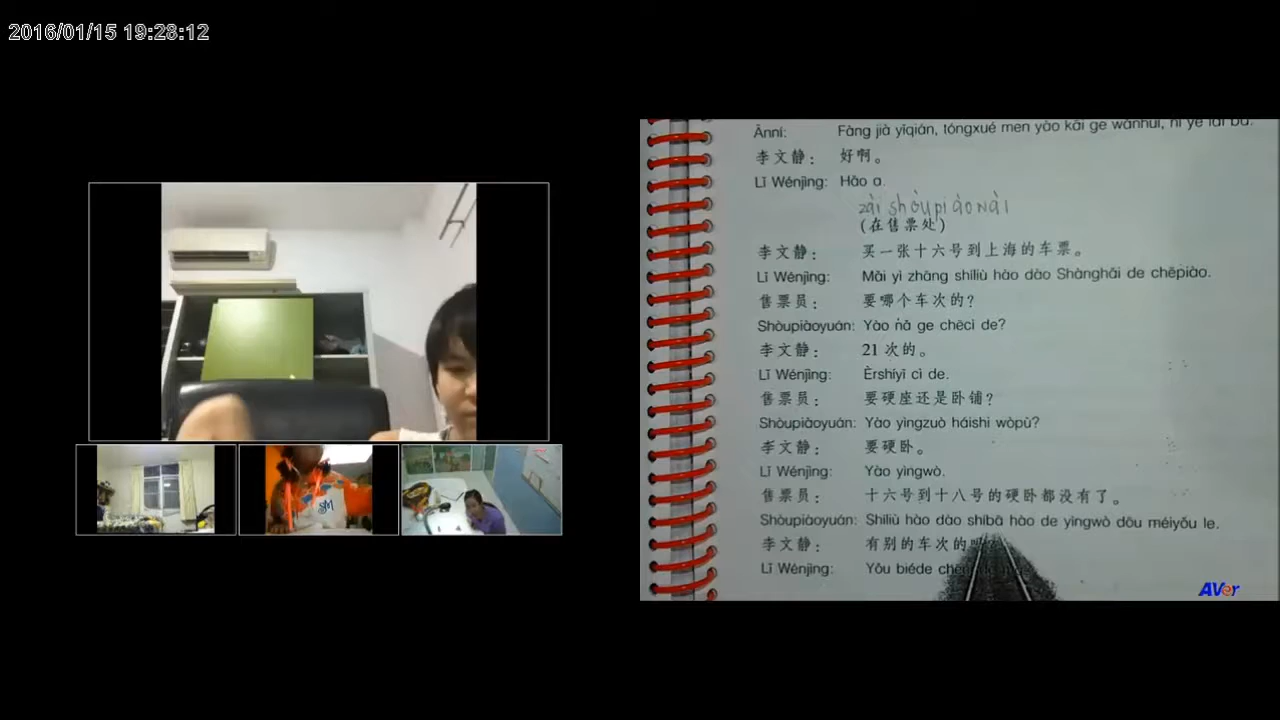 2016/01/15 19:28:12
Ānní: Fàng jià yǐqián, tóngxué men yào kāi ge wǎnhuì, nǐ yě lái ba.
李文静： 好啊。
Lǐ Wénjìng: Hǎo a.
zài shòupiàonài
(在售票处)
李文静： 买一张十六号到上海的车票。
Lǐ Wénjìng: Mǎi yì zhāng shíliù hào dào Shànghǎi de chēpiào.
售票员： 要哪个车次的？
Shòupiàoyuán: Yào nǎ ge chēcì de?
李文静： 21 次的。
Lǐ Wénjìng: Èrshíyī cì de.
售票员： 要硬座还是卧铺？
Shòupiàoyuán: Yào yìngzuò háishi wòpù?
李文静： 要硬卧。
Lǐ Wénjìng: Yào yìngwò.
售票员： 十六号到十八号的硬卧都没有了。
Shòupiàoyuán: Shíliù hào dào shíbā hào de yìngwò dōu méiyǒu le.
李文静： 有别的车次的
Lǐ Wénjìng: Yǒu biéde
SM
AVer